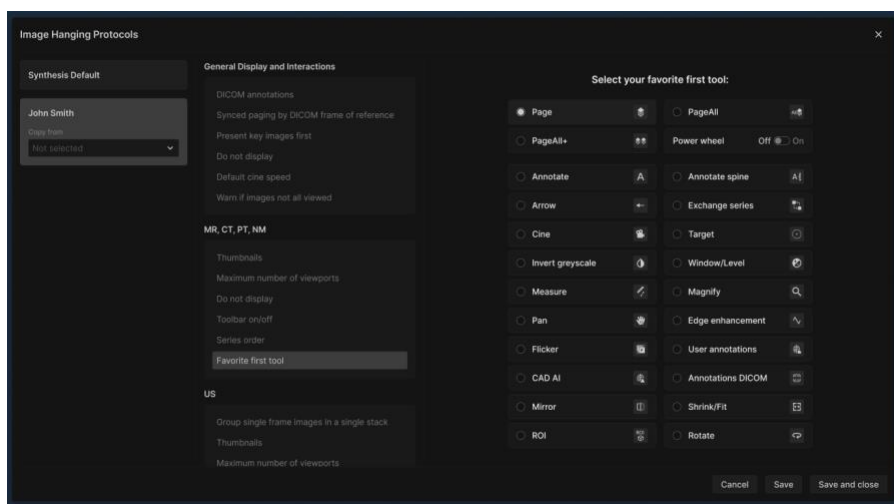 Image Hanging Protocols
Synthesis Default
John Smith
Copy from
Not selected
General Display and Interactions
DICOM annotations
Synced paging by DICOM frame of reference
Present key images first
Do not display
Default cine speed
Warn if images not all viewed
MR, CT, PT, NM
Thumbnails
Maximum number of viewports
Do not display
Toolbar on/off
Series order
Favorite first tool
US
Group single frame images in a single stack
Thumbnails
Maximum number of viewports
Select your favorite first tool:
Page
PageAll
PageAll+
Power wheel Off On
Annotate
Annotate spine
Arrow
Exchange series
Cine
Target
Invert greyscale
Window/Level
Measure
Magnify
Pan
Edge enhancement
Flicker
User annotations
CAD AI
Annotations DICOM
Mirror
Shrink/Fit
ROI
Rotate
Cancel
Save
Save and close